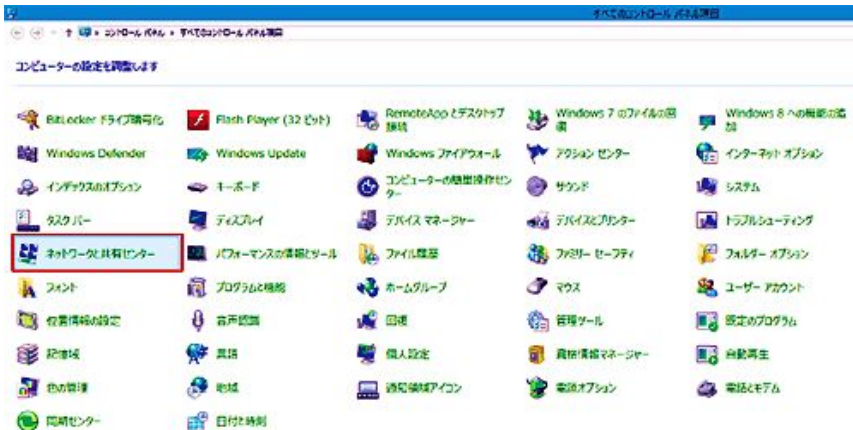 すべてのコントロール パネル項目
コントロール パネル すべてのコントロール パネル項目
コンピューターの設定を調整します
BitLocker ドライブ暗号化
Flash Player (32 ビット)
RemoteApp とデスクトップ
接続
Windows 7 のファイルの回
復
Windows 8 への機能の追
加
Windows Defender
Windows Update
Windows ファイアウォール
アクション センター
インターネット オプション
インデックスのオプション
キーボード
コンピューターの簡単操作セン
ター
サウンド
システム
タスク バー
ディスプレイ
デバイス マネージャー
デバイスとプリンター
トラブルシューティング
ネットワークと共有センター
パフォーマンスの情報とツール
ファイル履歴
ファミリー セーフティ
フォルダー オプション
フォント
プログラムと機能
ホームグループ
マウス
ユーザー アカウント
位置情報の設定
音声認識
回復
管理ツール
既定のプログラム
記憶域
言語
個人設定
資格情報マネージャー
自動再生
色の管理
地域
通知領域アイコン
電源オプション
電話とモデム
同期センター
日付と時刻